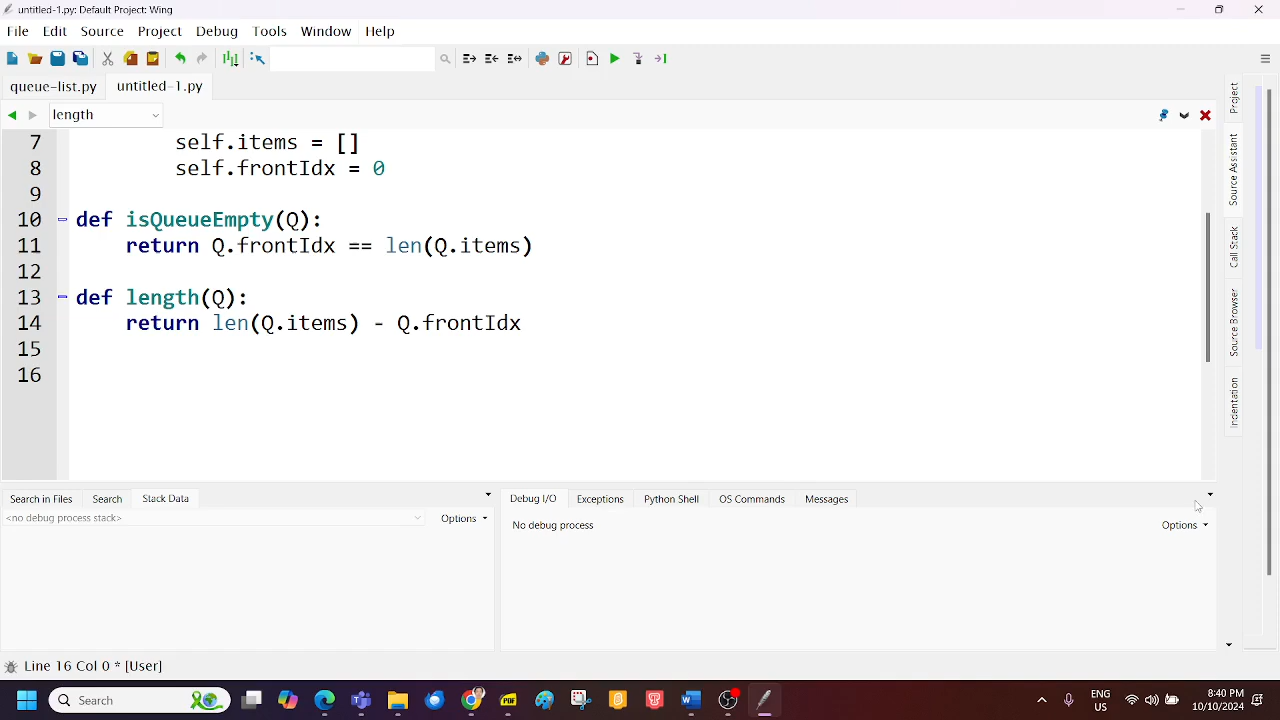 untitled-1.py: Default Project: Wing
File Edit Source Project Debug Tools Window Help
queue-list.py untitled-1.py
length
7 self.items = []
8 self.frontIdx = 0
9
10 def isQueueEmpty(Q):
11 return Q.frontIdx == len(Q.items)
12
13 def length(Q):
14 return len(Q.items) - Q.frontIdx
15
16
Project
Source Assistant
Call Stack
Source Browser
Indentation
Search in Files Search Stack Data
<no debug process stack> Options
Debug I/O Exceptions Python Shell OS Commands Messages
No debug process Options
Line 16 Col 0 * [User]
Search
PDF
ENG
US
8:40 PM
10/10/2024